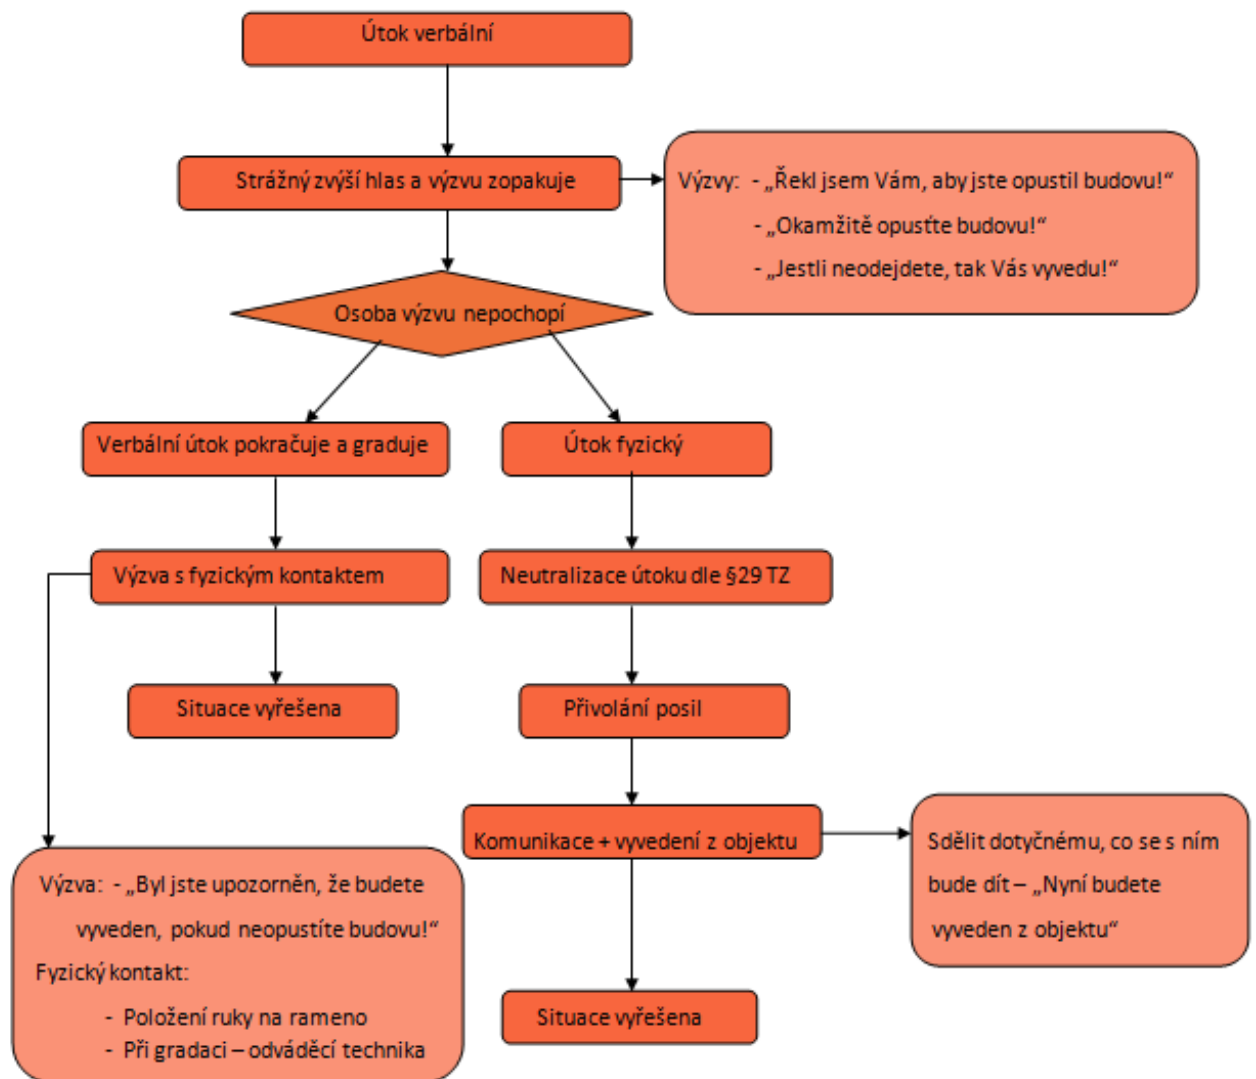 Útok verbální
Strážný zvýší hlas a výzvu zopakuje
Výzvy: - „Řekl jsem Vám, aby jste opustil budovu!“
- „Okamžitě opusťte budovu!“
- „Jestli neodejdete, tak Vás vyvedu!“
Osoba výzvu nepochopí
Verbální útok pokračuje a graduje
Útok fyzický
Výzva s fyzickým kontaktem
Neutralizace útoku dle §29 TZ
Situace vyřešena
Přivolání posil
Komunikace + vyvedení z objektu
Sdělit dotyčnému, co se s ním
bude dít – „Nyní budete
vyveden z objektu“
Výzva: - „Byl jste upozorněn, že budete
vyveden, pokud neopustíte budovu!“
Fyzický kontakt:
- Položení ruky na rameno
- Při gradaci – odváděcí technika
Situace vyřešena